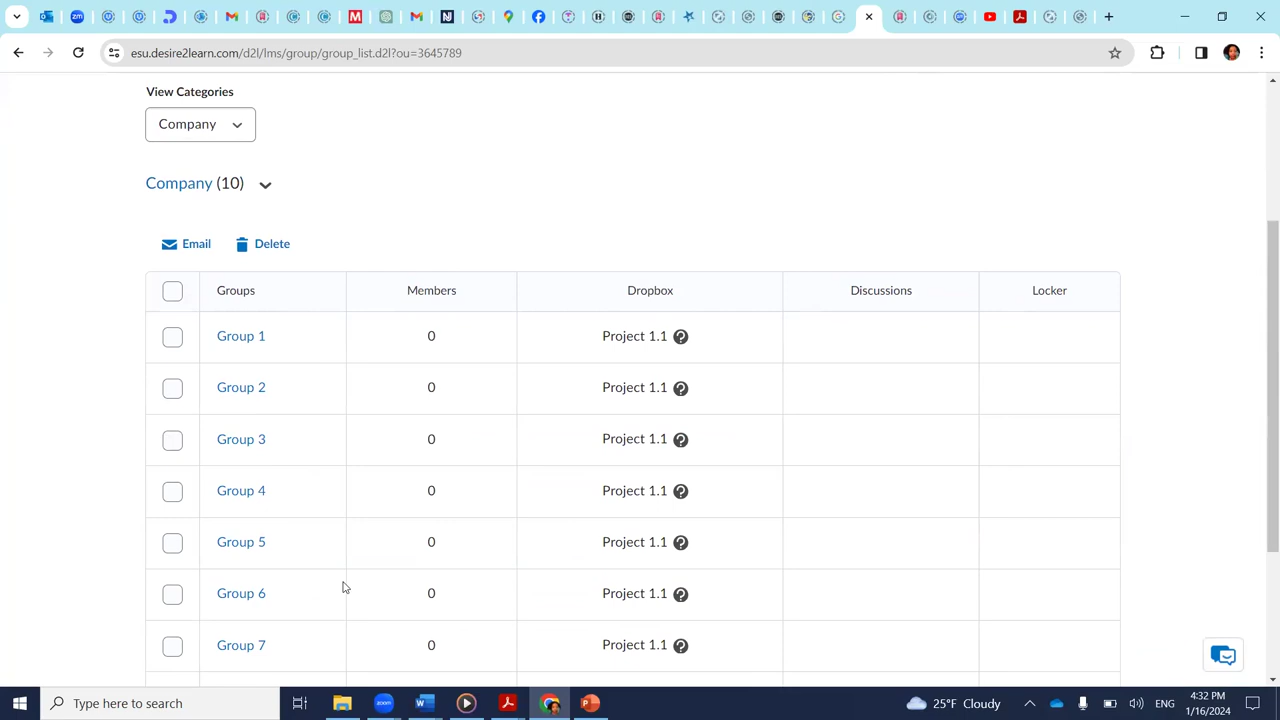 esu.desire2learn.com/d2l/lms/group/group_list.d2l?ou=3645789
View Categories
Company
Company (10)
Email Delete
Groups Members Dropbox Discussions Locker
Group 1 0 Project 1.1
Group 2 0 Project 1.1
Group 3 0 Project 1.1
Group 4 0 Project 1.1
Group 5 0 Project 1.1
Group 6 0 Project 1.1
Group 7 0 Project 1.1
Type here to search
25°F Cloudy
ENG
4:32 PM
1/16/2024